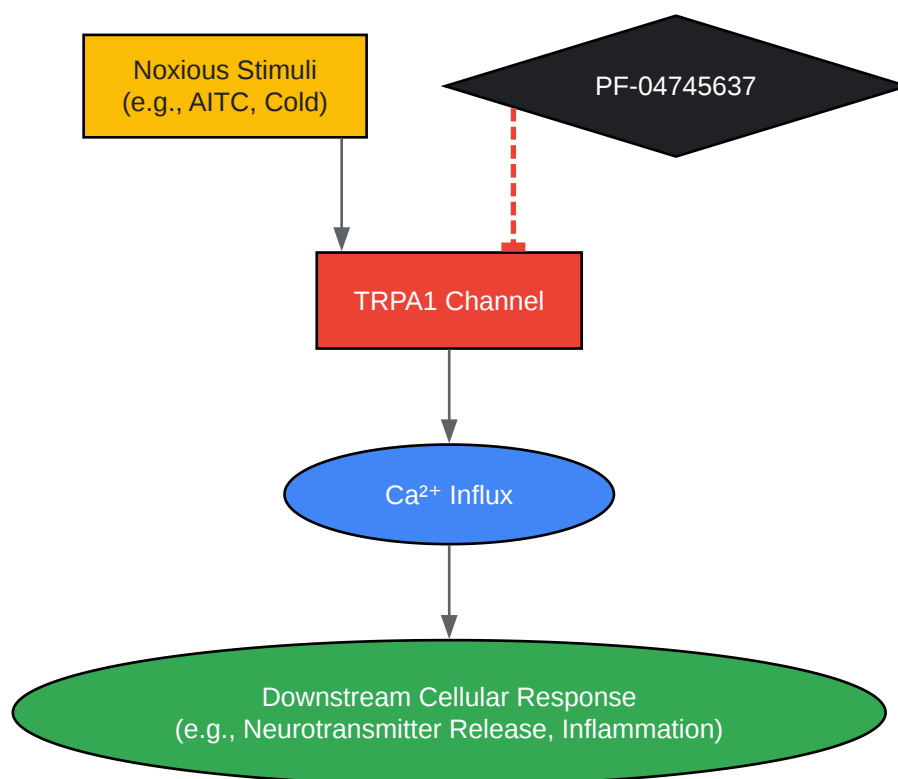 Noxious Stimuli
(e.g., AITC, Cold)
PF-04745637
TRPA1 Channel
Ca²⁺ Influx
Downstream Cellular Response
(e.g., Neurotransmitter Release, Inflammation)